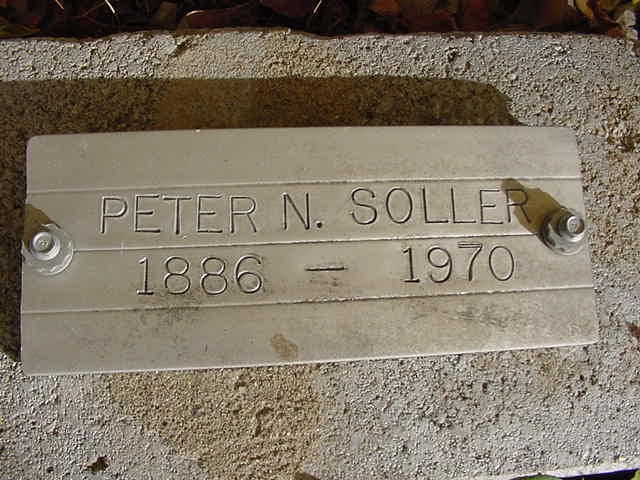 PETER N. SOLLER
1886 — 1970